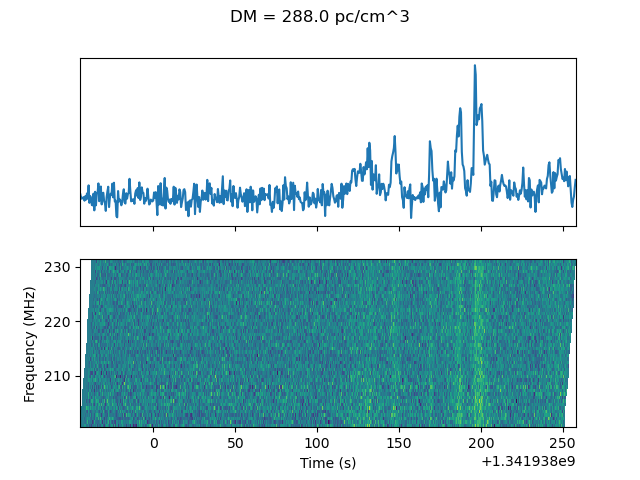 DM = 288.0 pc/cm^3
230
220
210
Frequency (MHz)
0 50 100 150 200 250
Time (s)
+1.341938e9